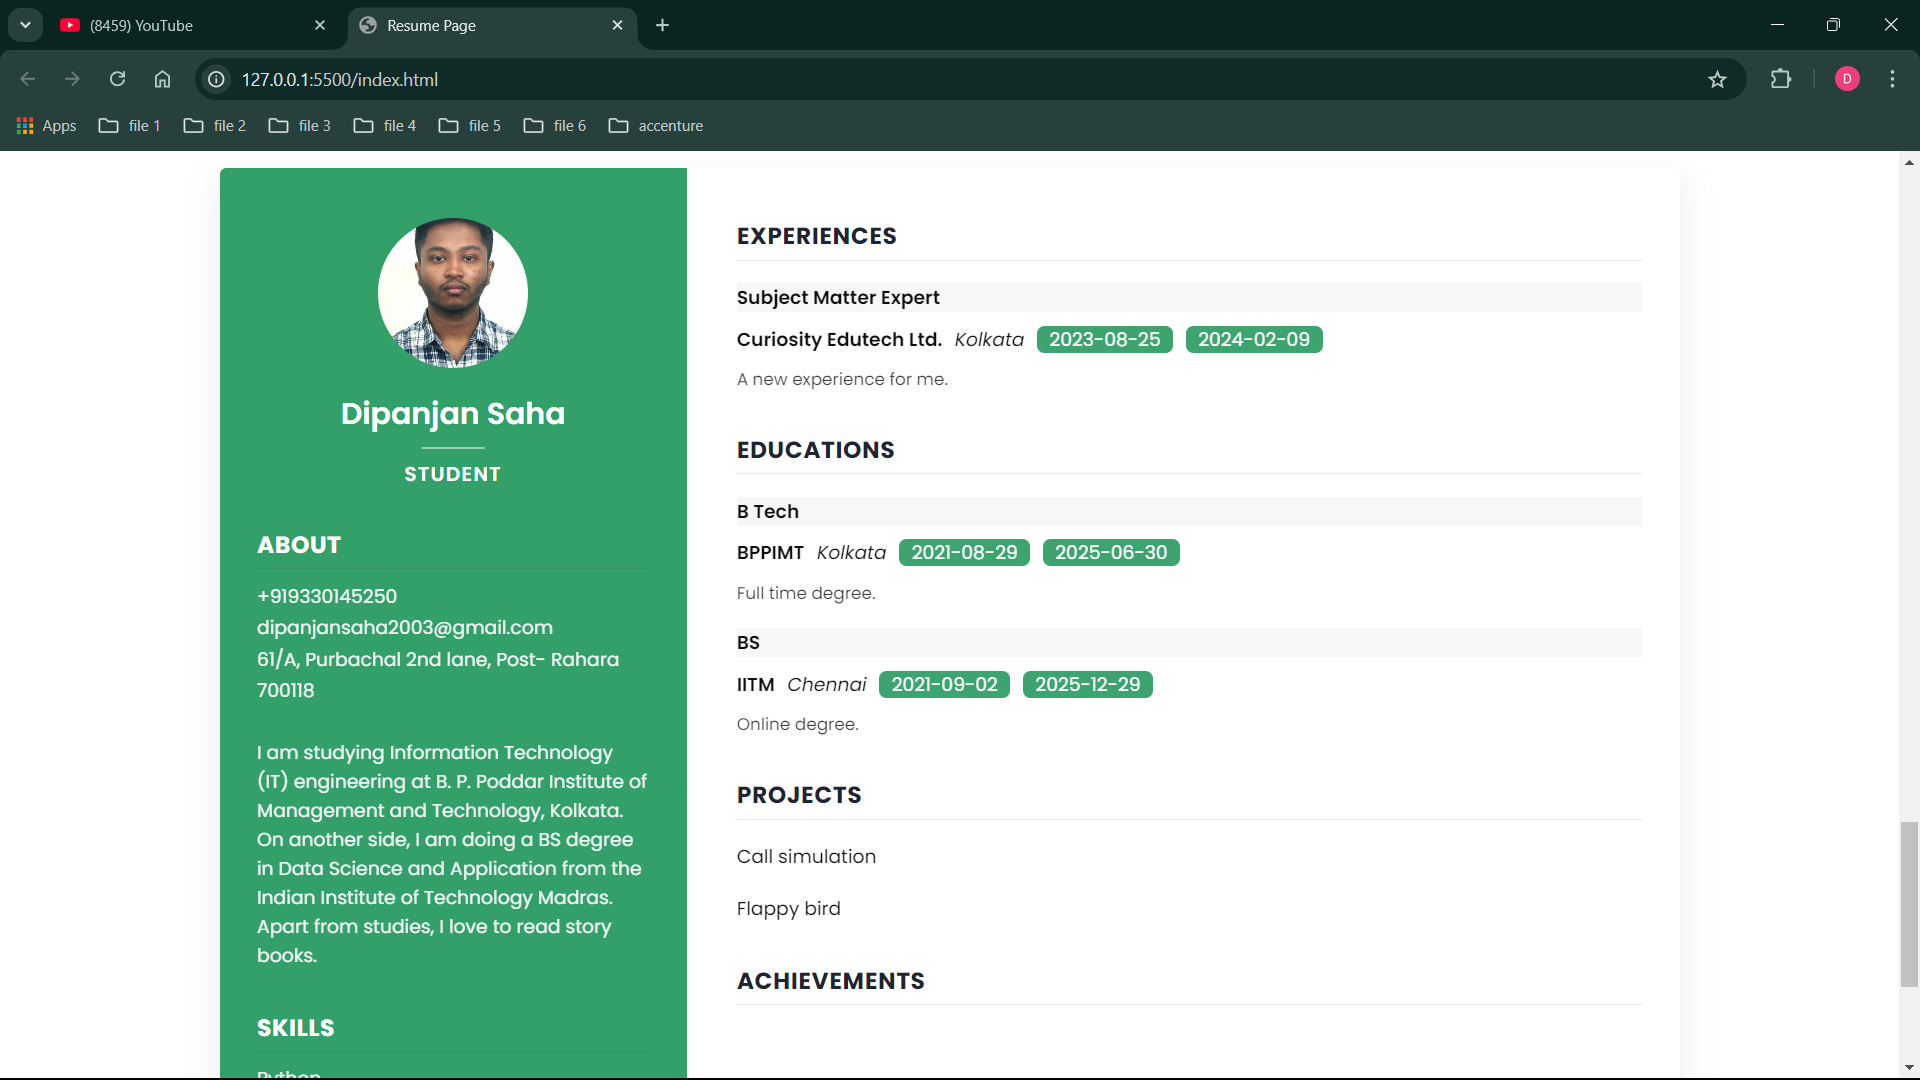 (8459) YouTube
Resume Page
127.0.0.1:5500/index.html
D
Apps
file 1
file 2
file 3
file 4
file 5
file 6
accenture
Dipanjan Saha
STUDENT
ABOUT
+919330145250
dipanjansaha2003@gmail.com
61/A, Purbachal 2nd lane, Post- Rahara
700118
I am studying Information Technology
(IT) engineering at B. P. Poddar Institute of
Management and Technology, Kolkata.
On another side, I am doing a BS degree
in Data Science and Application from the
Indian Institute of Technology Madras.
Apart from studies, I love to read story
books.
SKILLS
Python
EXPERIENCES
Subject Matter Expert
Curiosity Edutech Ltd. Kolkata 2023-08-25 2024-02-09
A new experience for me.
EDUCATIONS
B Tech
BPPIMT Kolkata 2021-08-29 2025-06-30
Full time degree.
BS
IITM Chennai 2021-09-02 2025-12-29
Online degree.
PROJECTS
Call simulation
Flappy bird
ACHIEVEMENTS